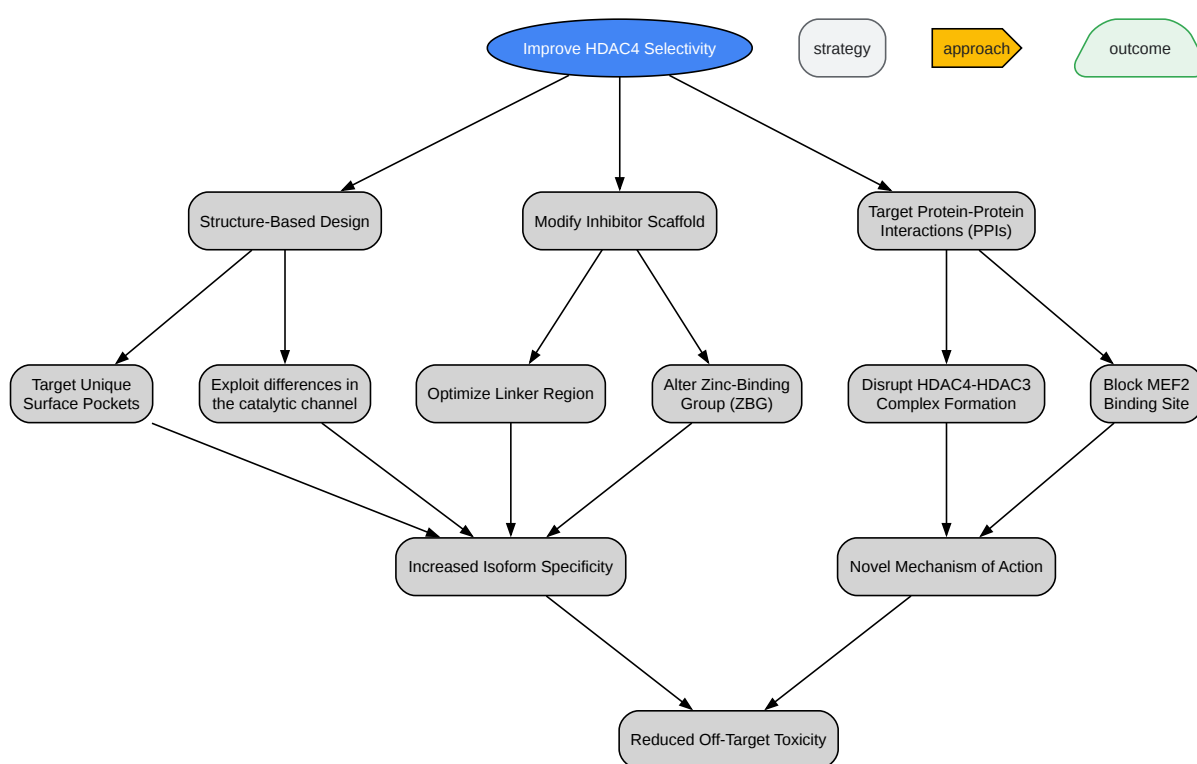 Improve HDAC4 Selectivity
strategy
approach
outcome
Structure-Based Design
Modify Inhibitor Scaffold
Target Protein-Protein
Interactions (PPIs)
Target Unique
Surface Pockets
Exploit differences in
the catalytic channel
Optimize Linker Region
Alter Zinc-Binding
Group (ZBG)
Disrupt HDAC4-HDAC3
Complex Formation
Block MEF2
Binding Site
Increased Isoform Specificity
Novel Mechanism of Action
Reduced Off-Target Toxicity